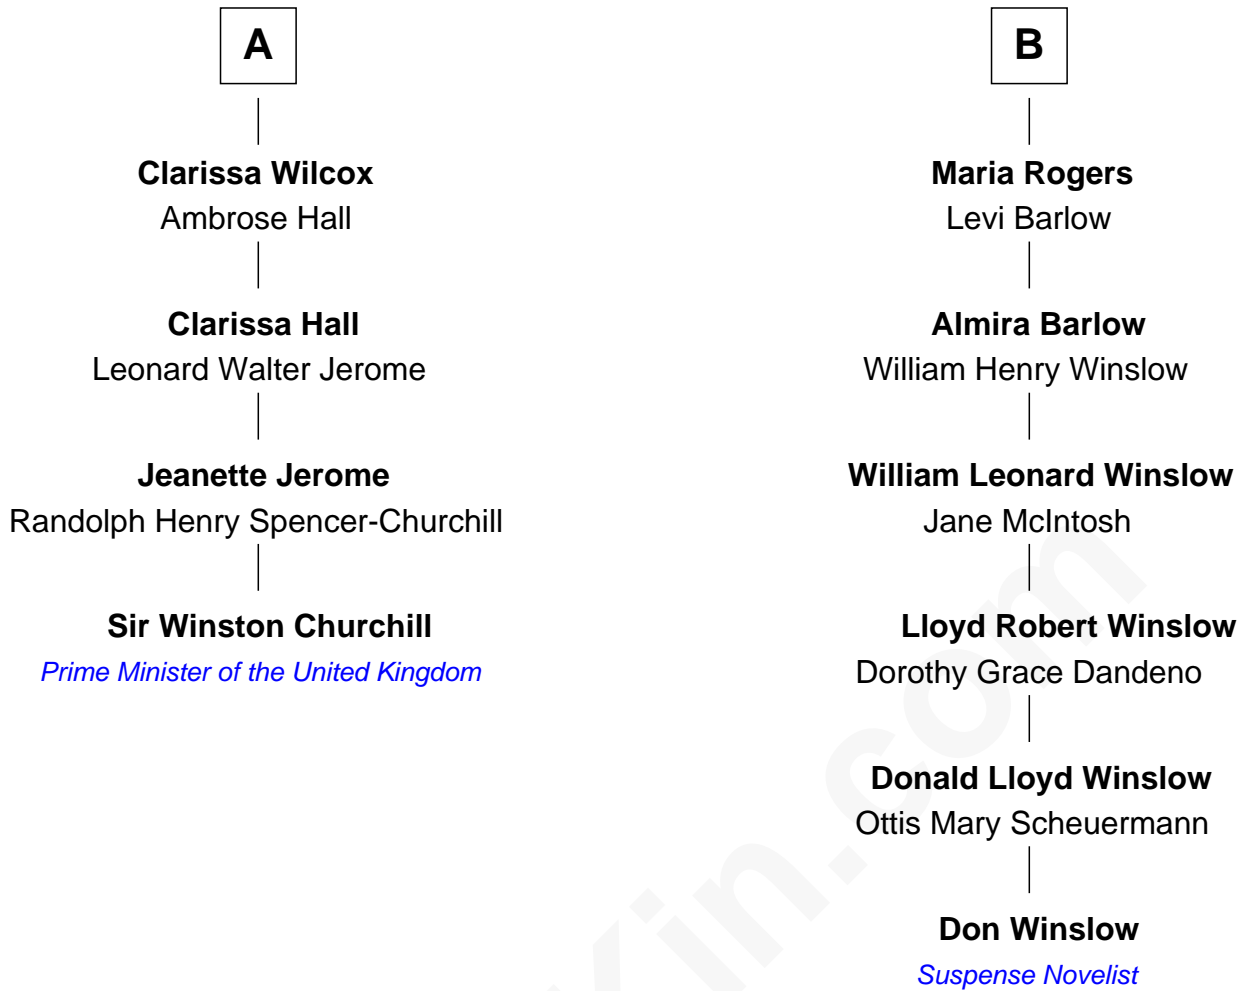 A
Clarissa Wilcox
Ambrose Hall
Clarissa Hall
Leonard Walter Jerome
Jeanette Jerome
Randolph Henry Spencer-Churchill
Sir Winston Churchill
Prime Minister of the United Kingdom
B
Maria Rogers
Levi Barlow
Almira Barlow
William Henry Winslow
William Leonard Winslow
Jane McIntosh
Lloyd Robert Winslow
Dorothy Grace Dandeno
Donald Lloyd Winslow
Ottis Mary Scheuermann
Don Winslow
Suspense Novelist
Kin.com